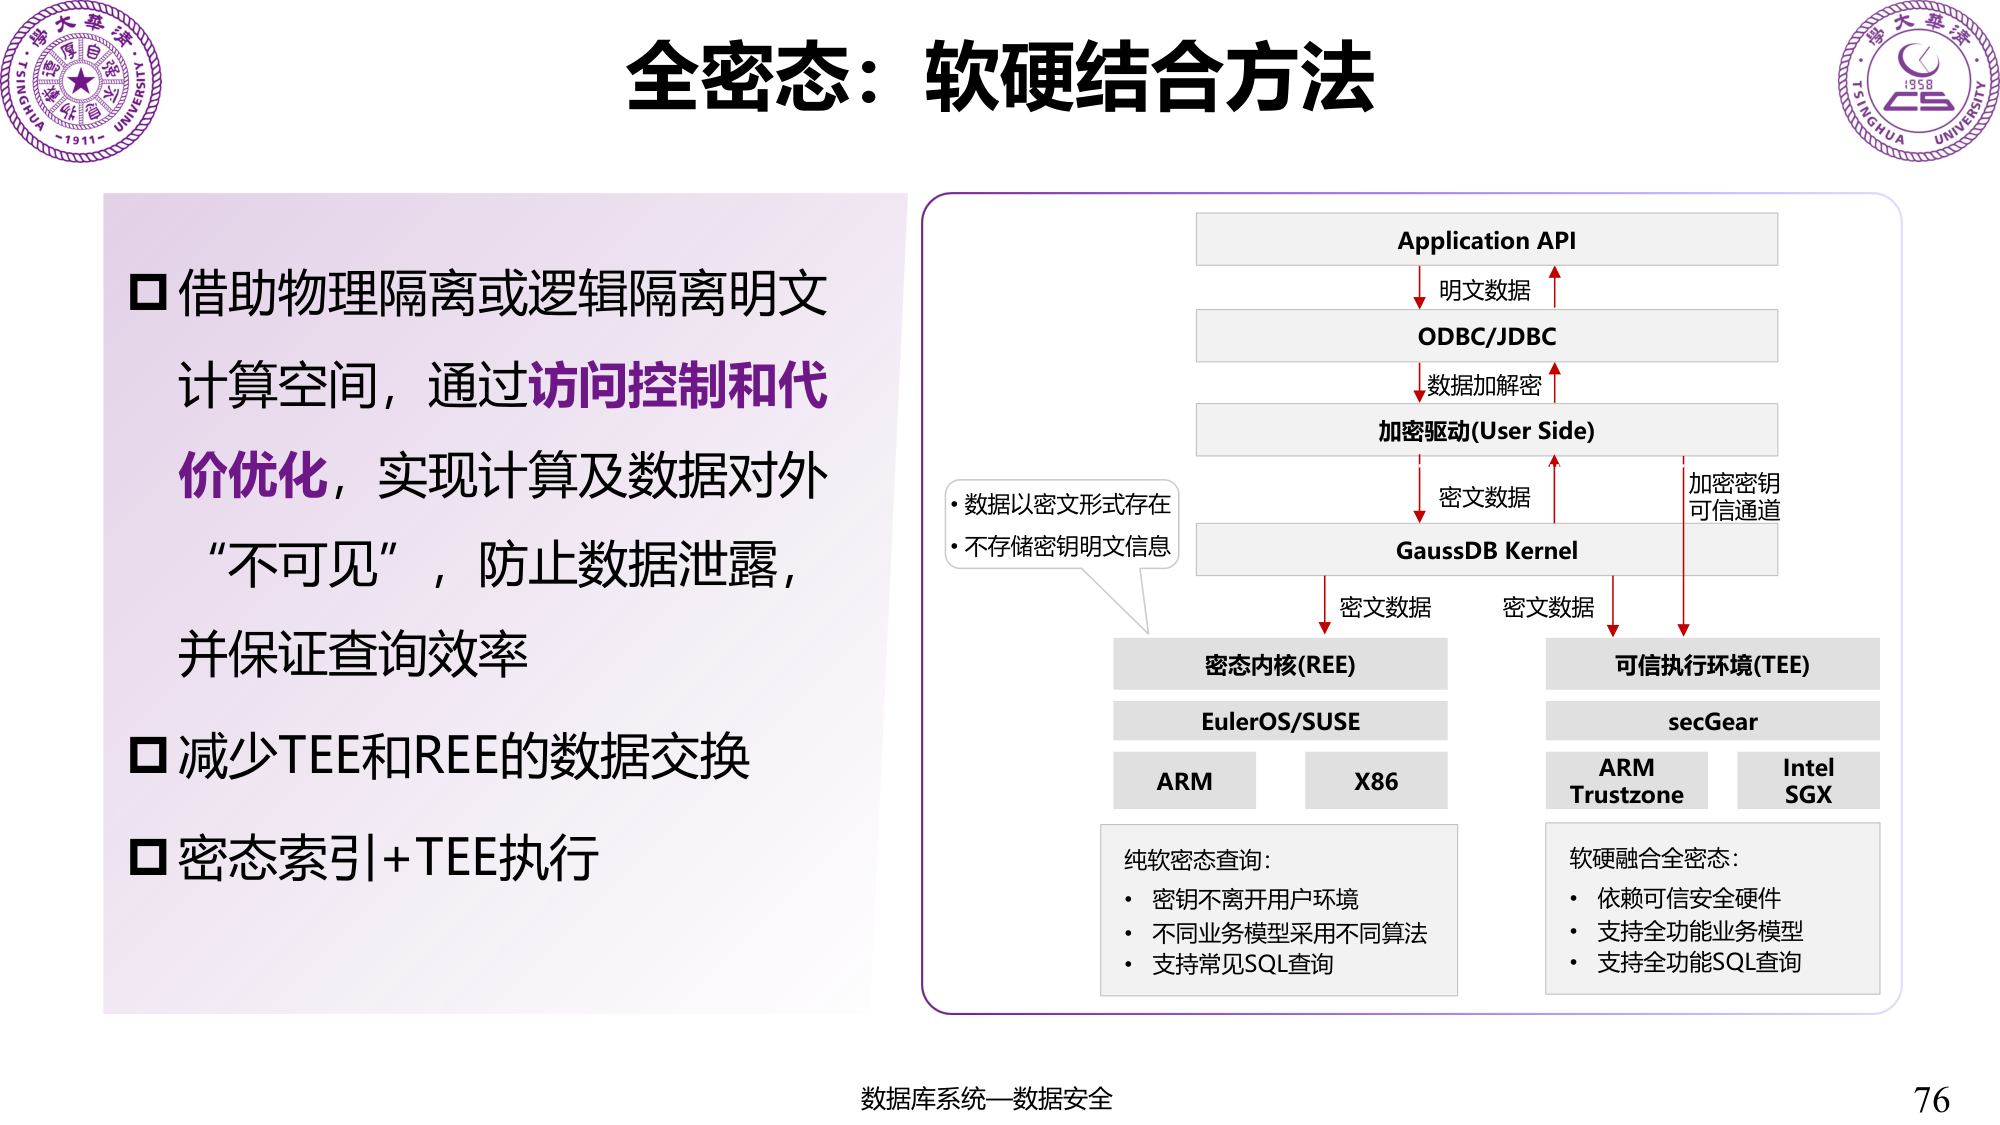 全密态：软硬结合方法
借助物理隔离或逻辑隔离明文
计算空间，通过访问控制和代
价优化，实现计算及数据对外
“不可见”，防止数据泄露，
并保证查询效率
减少TEE和REE的数据交换
密态索引+TEE执行
Application API
明文数据
ODBC/JDBC
数据加解密
加密驱动(User Side)
密文数据
加密密钥
可信通道
• 数据以密文形式存在
• 不存储密钥明文信息
GaussDB Kernel
密文数据
密文数据
密态内核(REE)
EulerOS/SUSE
ARM
X86
可信执行环境(TEE)
secGear
ARM
Trustzone
Intel
SGX
纯软密态查询：
• 密钥不离开用户环境
• 不同业务模型采用不同算法
• 支持常见SQL查询
软硬融合全密态：
• 依赖可信安全硬件
• 支持全功能业务模型
• 支持全功能SQL查询
数据库系统—数据安全
76
TSINGHUA UNIVERSITY
-1911-
1958
TSINGHUA UNIVERSITY